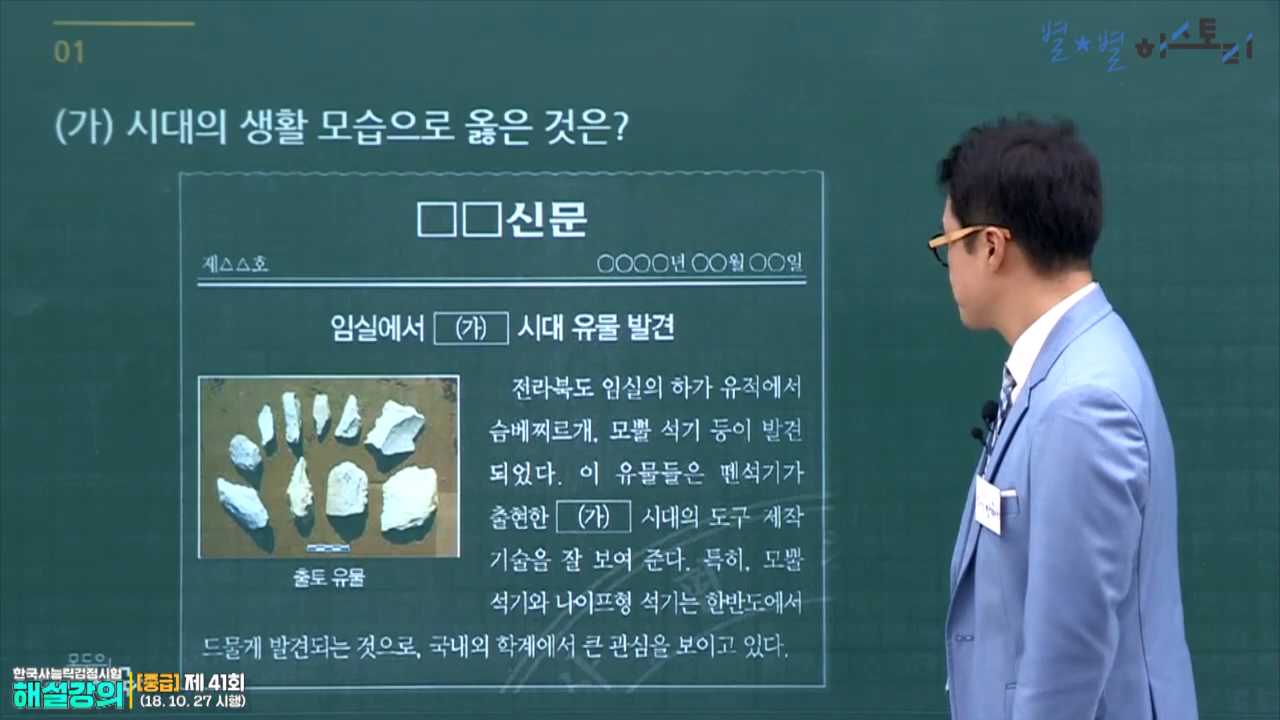 별★별 히스토리
01
(가) 시대의 생활 모습으로 옳은 것은?
□□신문
제△△호
○○○○년 ○○월 ○○일
임실에서 (가) 시대 유물 발견
전라북도 임실의 하가 유적에서
슴베찌르개, 모뿔 석기 등이 발견
되었다. 이 유물들은 뗀석기가
출현한 (가) 시대의 도구 제작
기술을 잘 보여 준다. 특히, 모뿔
석기와 나이프형 석기는 한반도에서
드물게 발견되는 것으로, 국내외 학계에서 큰 관심을 보이고 있다.
출토 유물
한국사능력검정시험
해설강의
[중급] 제 41회
(18. 10. 27 시행)